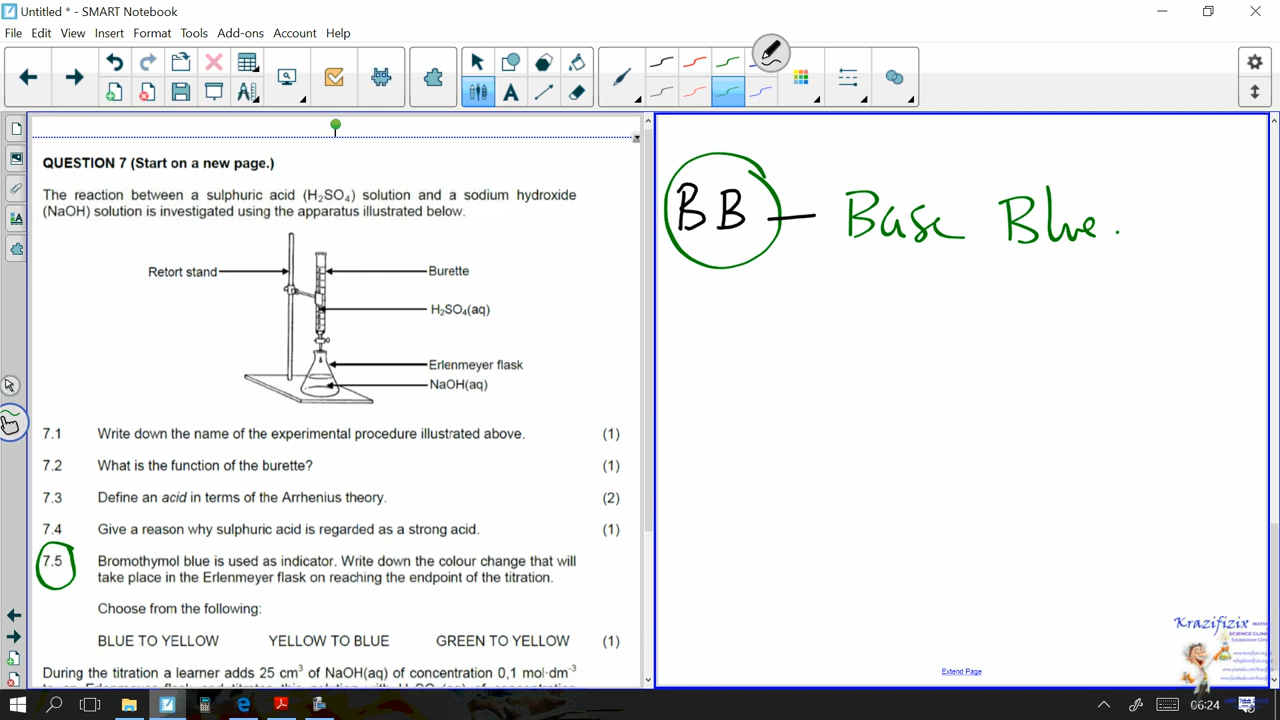 Untitled * - SMART Notebook
File Edit View Insert Format Tools Add-ons Account Help
QUESTION 7 (Start on a new page.)
The reaction between a sulphuric acid (H₂SO₄) solution and a sodium hydroxide
(NaOH) solution is investigated using the apparatus illustrated below.
Retort stand
Burette
H₂SO₄(aq)
Erlenmeyer flask
NaOH(aq)
7.1 Write down the name of the experimental procedure illustrated above. (1)
7.2 What is the function of the burette? (1)
7.3 Define an acid in terms of the Arrhenius theory. (2)
7.4 Give a reason why sulphuric acid is regarded as a strong acid. (1)
7.5 Bromothymol blue is used as indicator. Write down the colour change that will
take place in the Erlenmeyer flask on reaching the endpoint of the titration.
Choose from the following:
BLUE TO YELLOW YELLOW TO BLUE GREEN TO YELLOW (1)
During the titration a learner adds 25 cm³ of NaOH(aq) of concentration 0,1 mol·dm⁻³
BB — Base Blue.
Krazifizix MATH
SCIENCE CLINIC
Extend Page
06:24